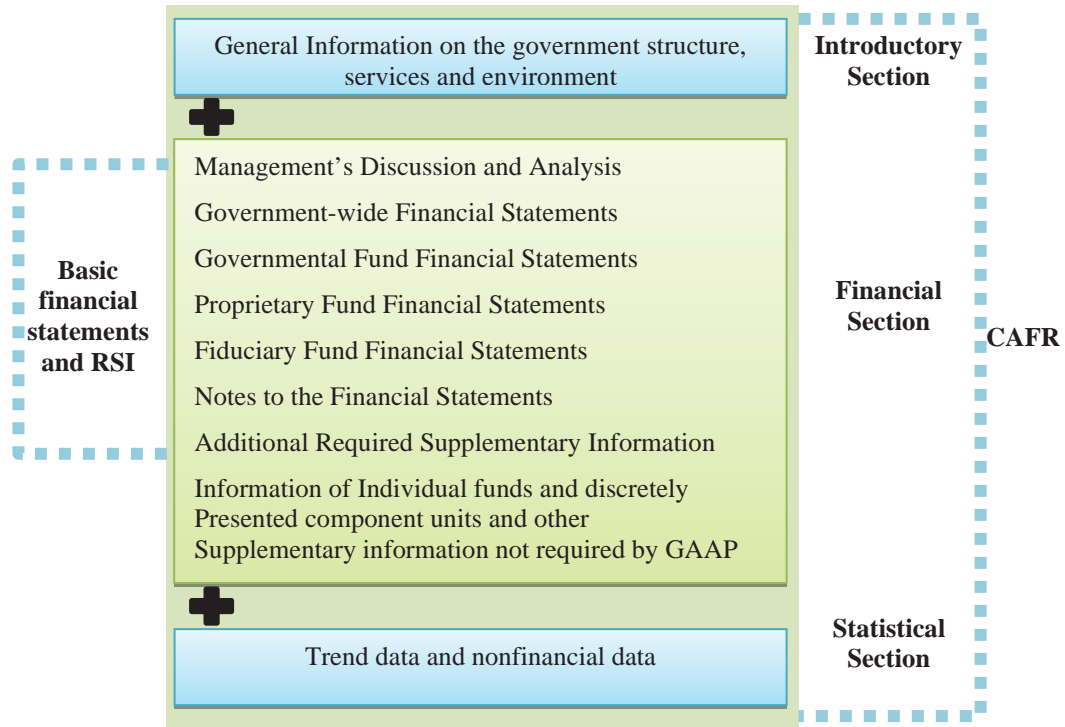 General Information on the government structure,
services and environment
Introductory
Section
Management’s Discussion and Analysis
Government-wide Financial Statements
Governmental Fund Financial Statements
Proprietary Fund Financial Statements
Fiduciary Fund Financial Statements
Notes to the Financial Statements
Additional Required Supplementary Information
Information of Individual funds and discretely
Presented component units and other
Supplementary information not required by GAAP
Basic
financial
statements
and RSI
Financial
Section
CAFR
Trend data and nonfinancial data
Statistical
Section